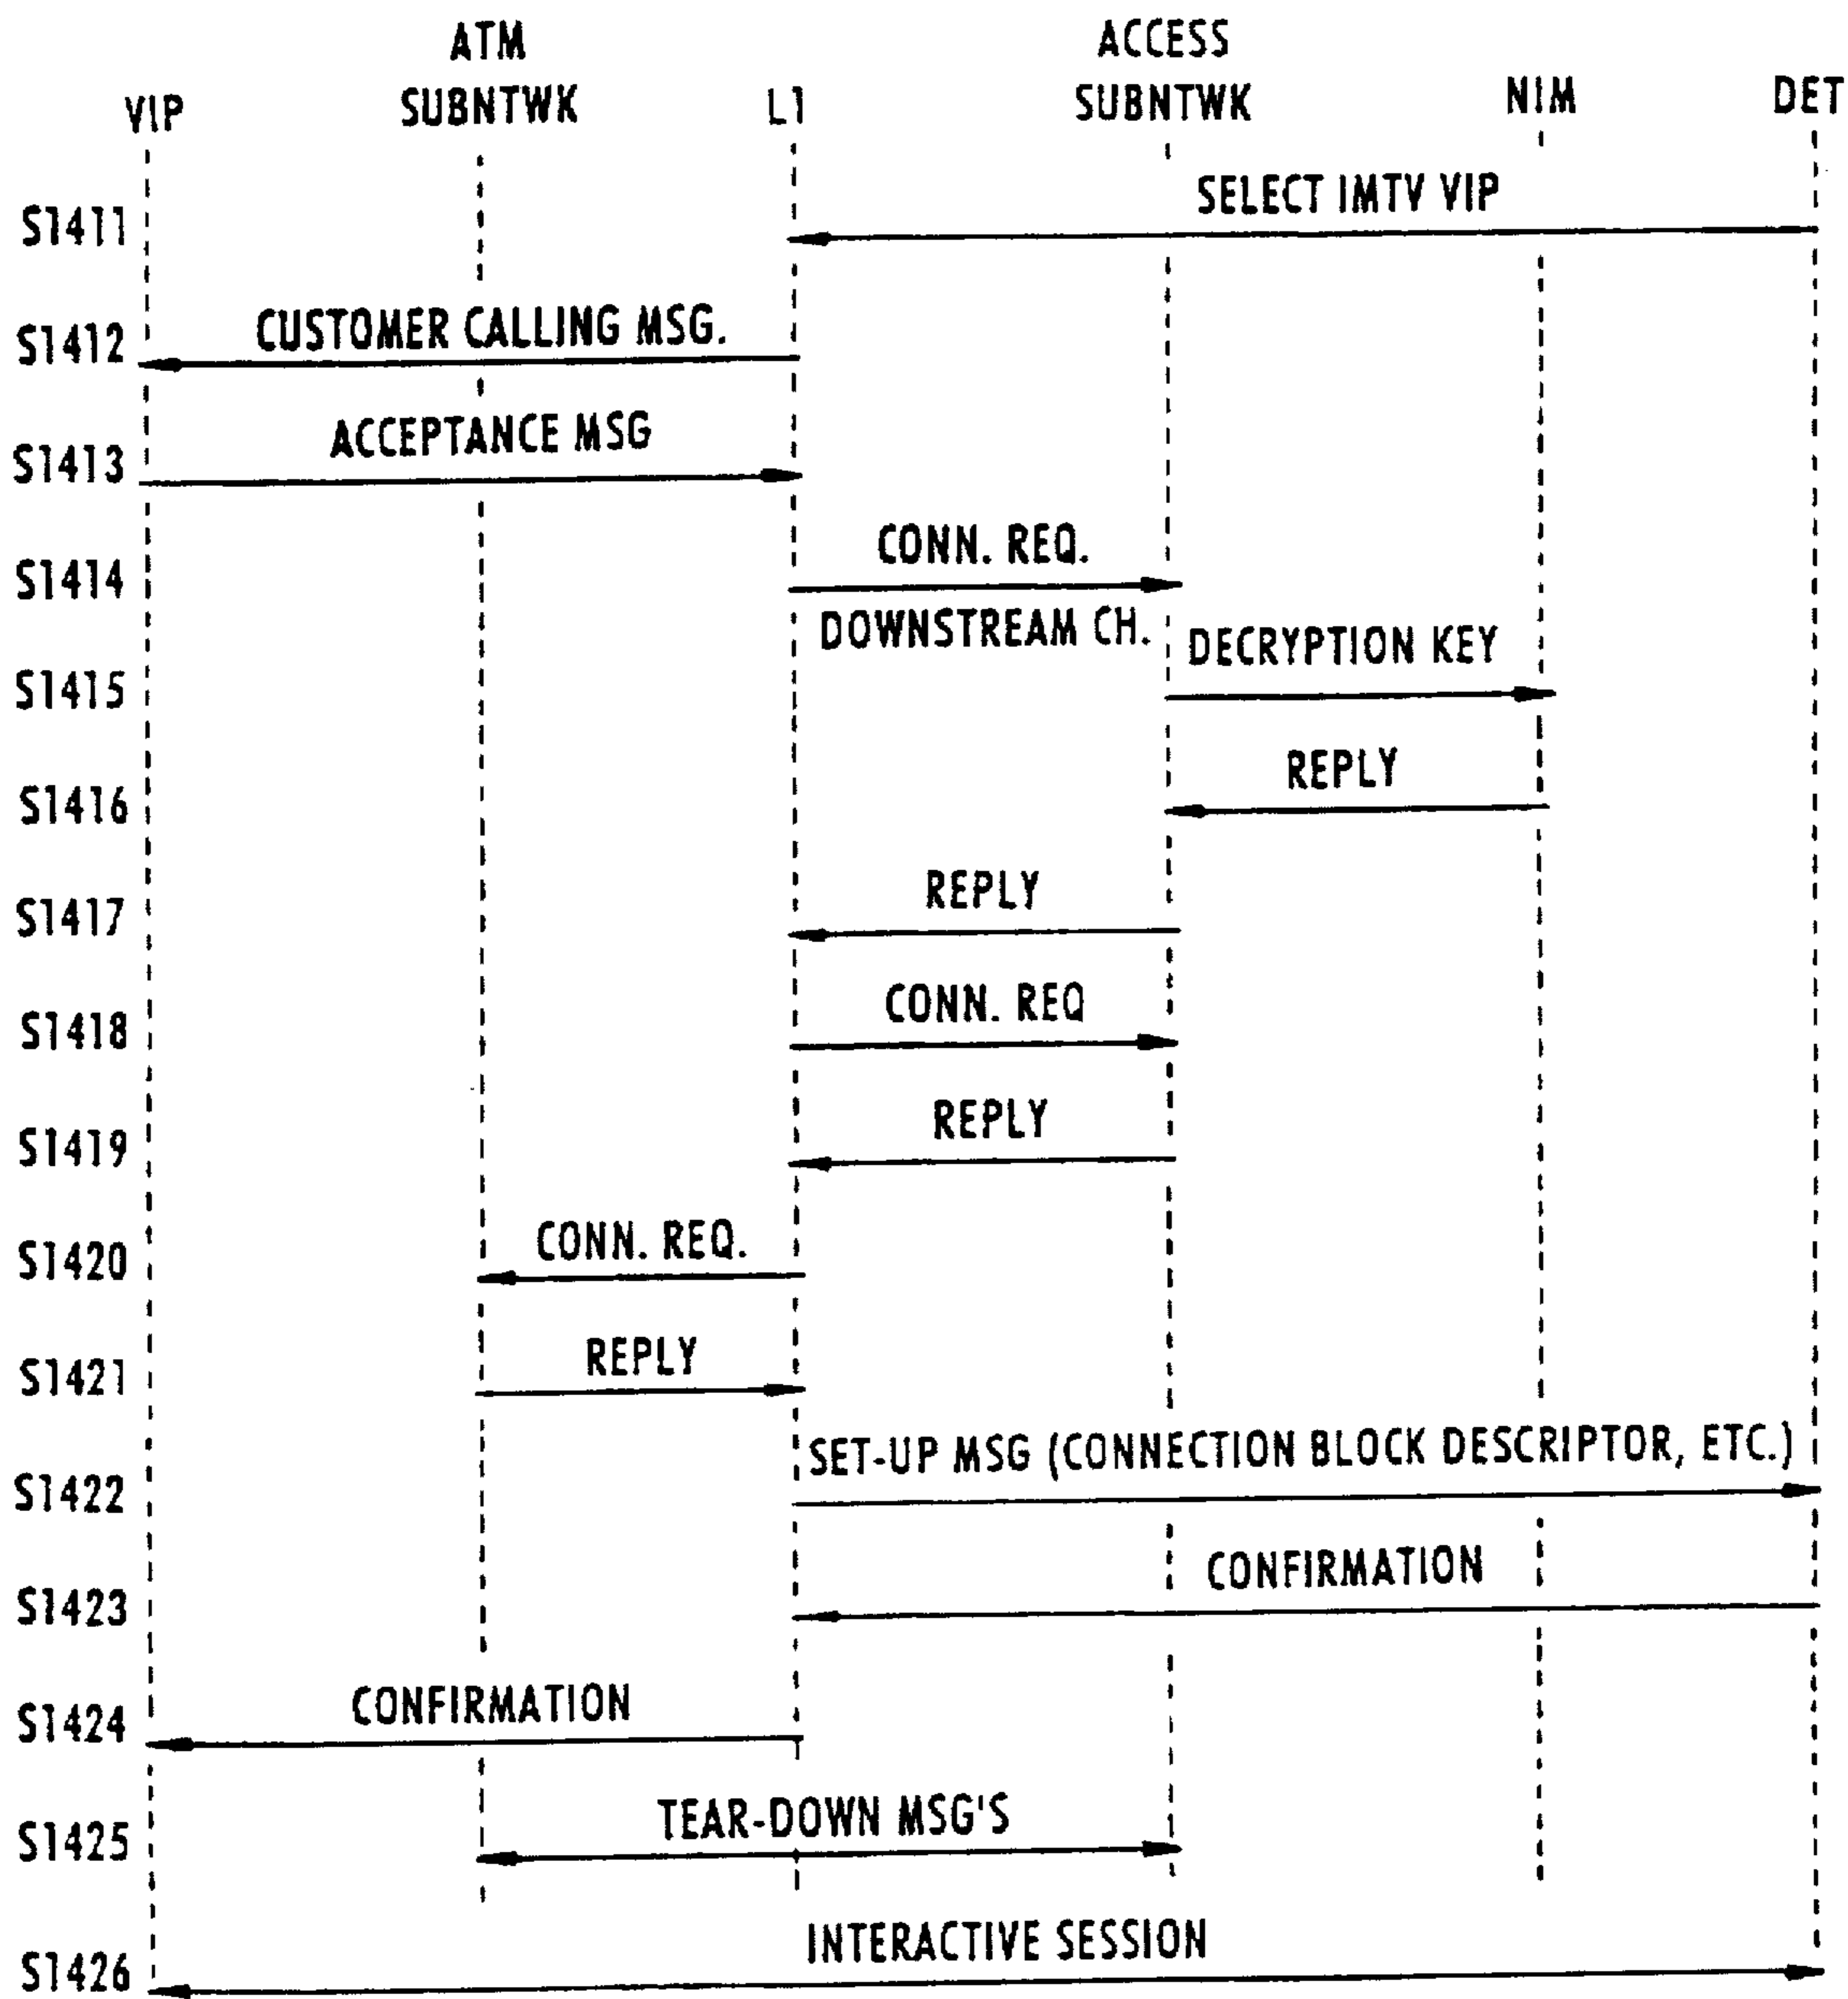 VIP
ATM
SUBNTWK
L1
ACCESS
SUBNTWK
NIM
DET
S1411
SELECT IMTV VIP
S1412
CUSTOMER CALLING MSG.
S1413
ACCEPTANCE MSG
S1414
CONN. REQ.
DOWNSTREAM CH.
S1415
DECRYPTION KEY
S1416
REPLY
S1417
REPLY
S1418
CONN. REQ
S1419
REPLY
S1420
CONN. REQ.
S1421
REPLY
S1422
SET-UP MSG (CONNECTION BLOCK DESCRIPTOR, ETC.)
S1423
CONFIRMATION
S1424
CONFIRMATION
S1425
TEAR-DOWN MSG'S
S1426
INTERACTIVE SESSION